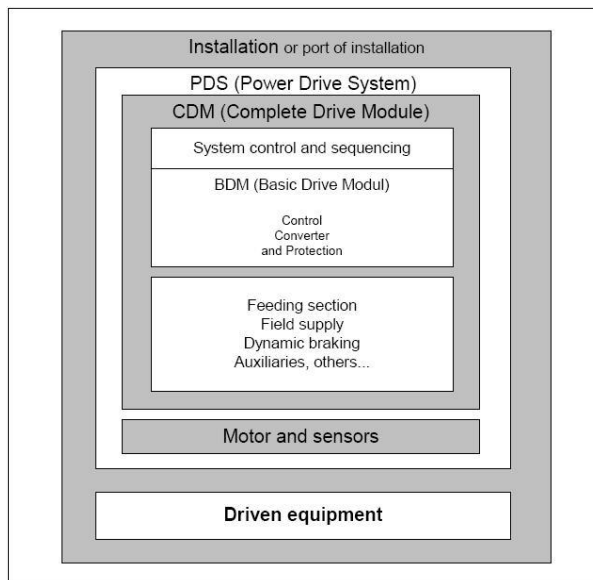 Installation or port of installation
PDS (Power Drive System)
CDM (Complete Drive Module)
System control and sequencing
BDM (Basic Drive Modul)
Control
Converter
and Protection
Feeding section
Field supply
Dynamic braking
Auxiliaries, others...
Motor and sensors
Driven equipment